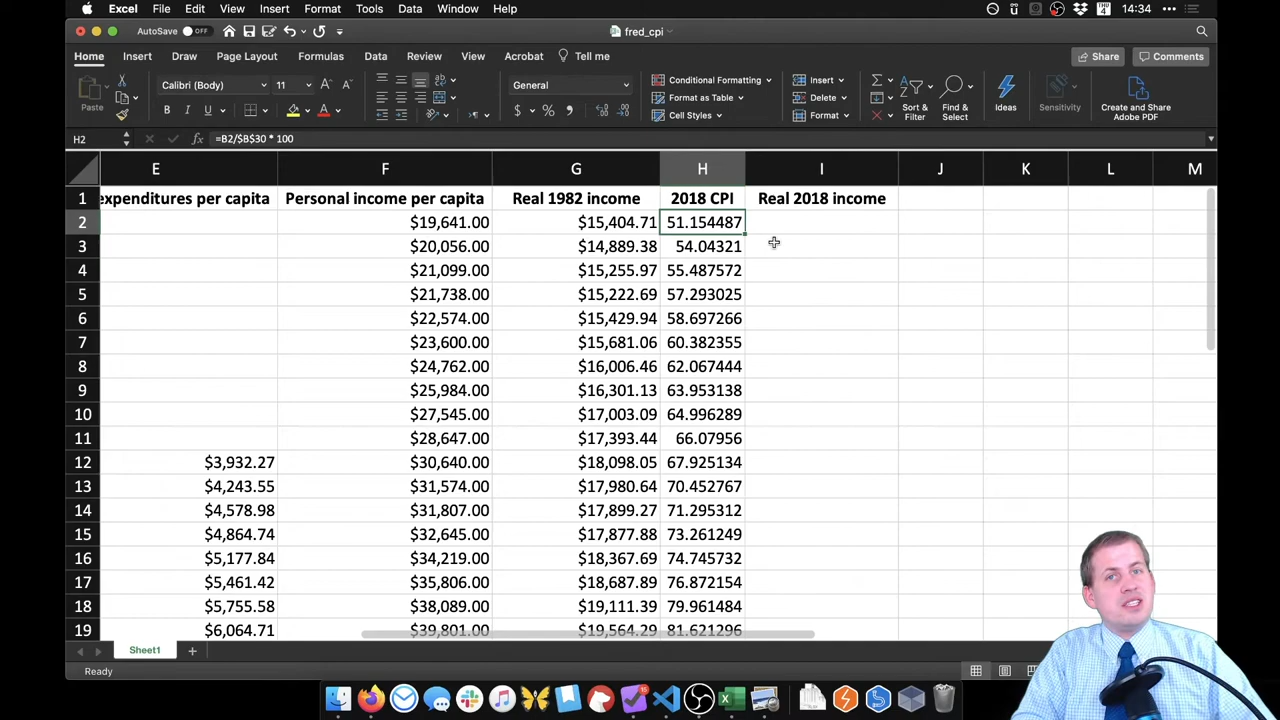 Excel File Edit View Insert Format Tools Data Window Help THU 4 14:34
AutoSave OFF fred_cpi
Home Insert Draw Page Layout Formulas Data Review View Acrobat Tell me Share Comments
Paste Calibri (Body) 11 General Conditional Formatting Format as Table Cell Styles Insert Delete Format Sort & Filter Find & Select Ideas Sensitivity Create and Share Adobe PDF
H2 fx =B2/$B$30 * 100
E F G H I J K L M
1 expenditures per capita Personal income per capita Real 1982 income 2018 CPI Real 2018 income
2 $19,641.00 $15,404.71 51.154487
3 $20,056.00 $14,889.38 54.04321
4 $21,099.00 $15,255.97 55.487572
5 $21,738.00 $15,222.69 57.293025
6 $22,574.00 $15,429.94 58.697266
7 $23,600.00 $15,681.06 60.382355
8 $24,762.00 $16,006.46 62.067444
9 $25,984.00 $16,301.13 63.953138
10 $27,545.00 $17,003.09 64.996289
11 $28,647.00 $17,393.44 66.07956
12 $3,932.27 $30,640.00 $18,098.05 67.925134
13 $4,243.55 $31,574.00 $17,980.64 70.452767
14 $4,578.98 $31,807.00 $17,899.27 71.295312
15 $4,864.74 $32,645.00 $17,877.88 73.261249
16 $5,177.84 $34,219.00 $18,367.69 74.745732
17 $5,461.42 $35,806.00 $18,687.89 76.872154
18 $5,755.58 $38,089.00 $19,111.39 79.961484
19 $6,064.71 $39,801.00 $19,564.29 81.621296
Sheet1
Ready